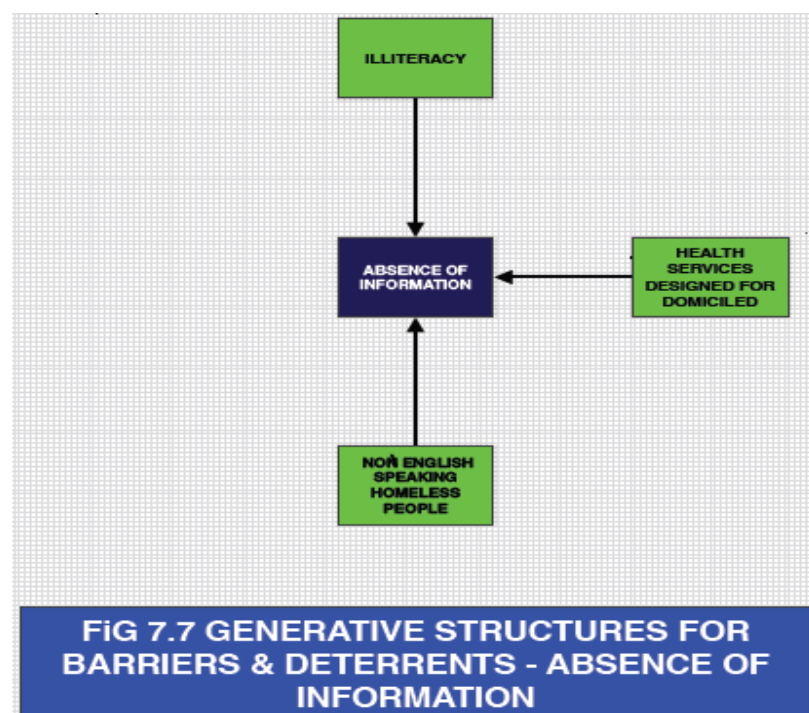 ILLITERACY
ABSENCE OF
INFORMATION
HEALTH
SERVICES
DESIGNED FOR
DOMICILED
NON ENGLISH
SPEAKING
HOMELESS
PEOPLE
FiG 7.7 GENERATIVE STRUCTURES FOR
BARRIERS & DETERRENTS - ABSENCE OF
INFORMATION